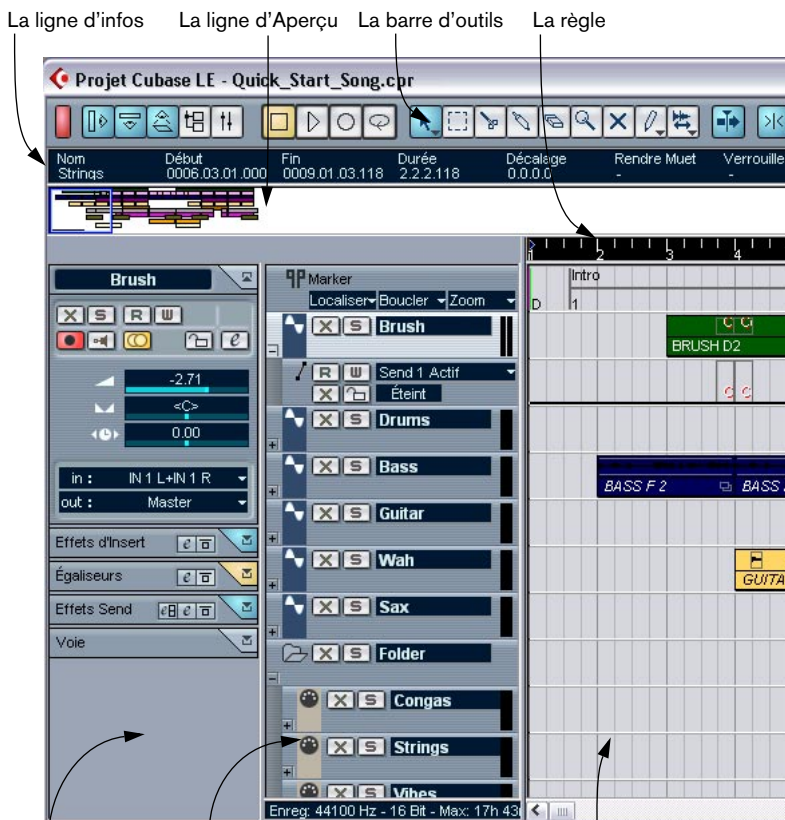 La ligne d'infos La ligne d'Aperçu La barre d'outils La règle
Projet Cubase LE - Quick_Start_Song.cpr
Nom Début Fin Durée Décalage Rendre Muet Verrouille
Strings 0006.03.01.000 0009.01.03.118 2.2.2.118 0.0.0.0 - -
1 2 3 4
Brush
Marker
Intro
Localiser Boucler Zoom
D 1
X S R W
X S Brush
BRUSH D2
e
-2.71
R W Send 1 Actif
X Éteint
<C>
0.00
X S Drums
in : IN 1 L+IN 1 R
out : Master
X S Bass
BASS F 2 BASS
X S Guitar
Effets d'Insert e
Égaliseurs e
X S Wah
GUITA
Effets Send e e
X S Sax
Voie
X S Folder
X S Congas
X S Strings
X S Vibes
Enreg: 44100 Hz - 16 Bit - Max: 17h 43